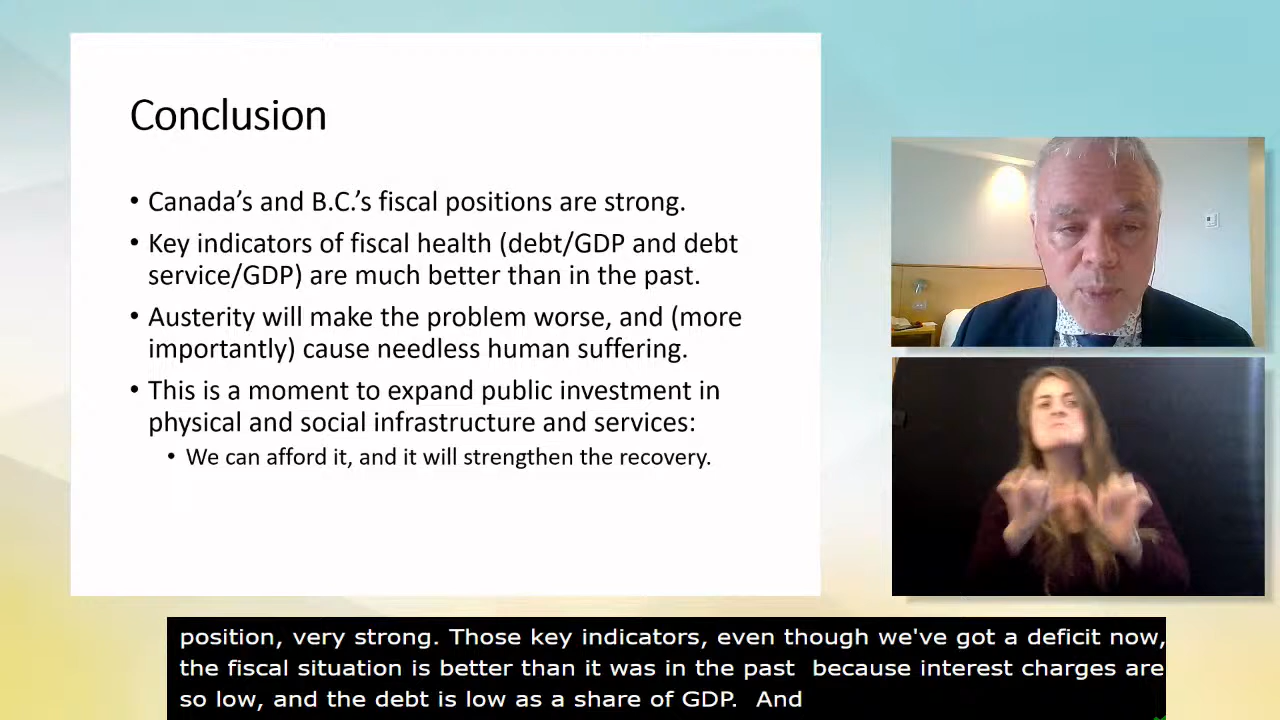 Conclusion
• Canada’s and B.C.’s fiscal positions are strong.
• Key indicators of fiscal health (debt/GDP and debt
service/GDP) are much better than in the past.
• Austerity will make the problem worse, and (more
importantly) cause needless human suffering.
• This is a moment to expand public investment in
physical and social infrastructure and services:
• We can afford it, and it will strengthen the recovery.
position, very strong. Those key indicators, even though we've got a deficit now,
the fiscal situation is better than it was in the past  because interest charges are
so low, and the debt is low as a share of GDP.  And